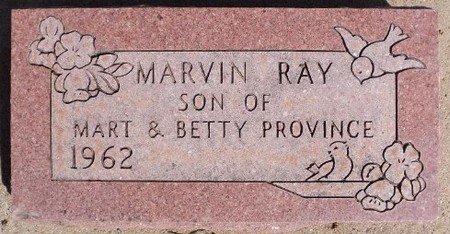 MARVIN RAY
SON OF
MART & BETTY PROVINCE
1962